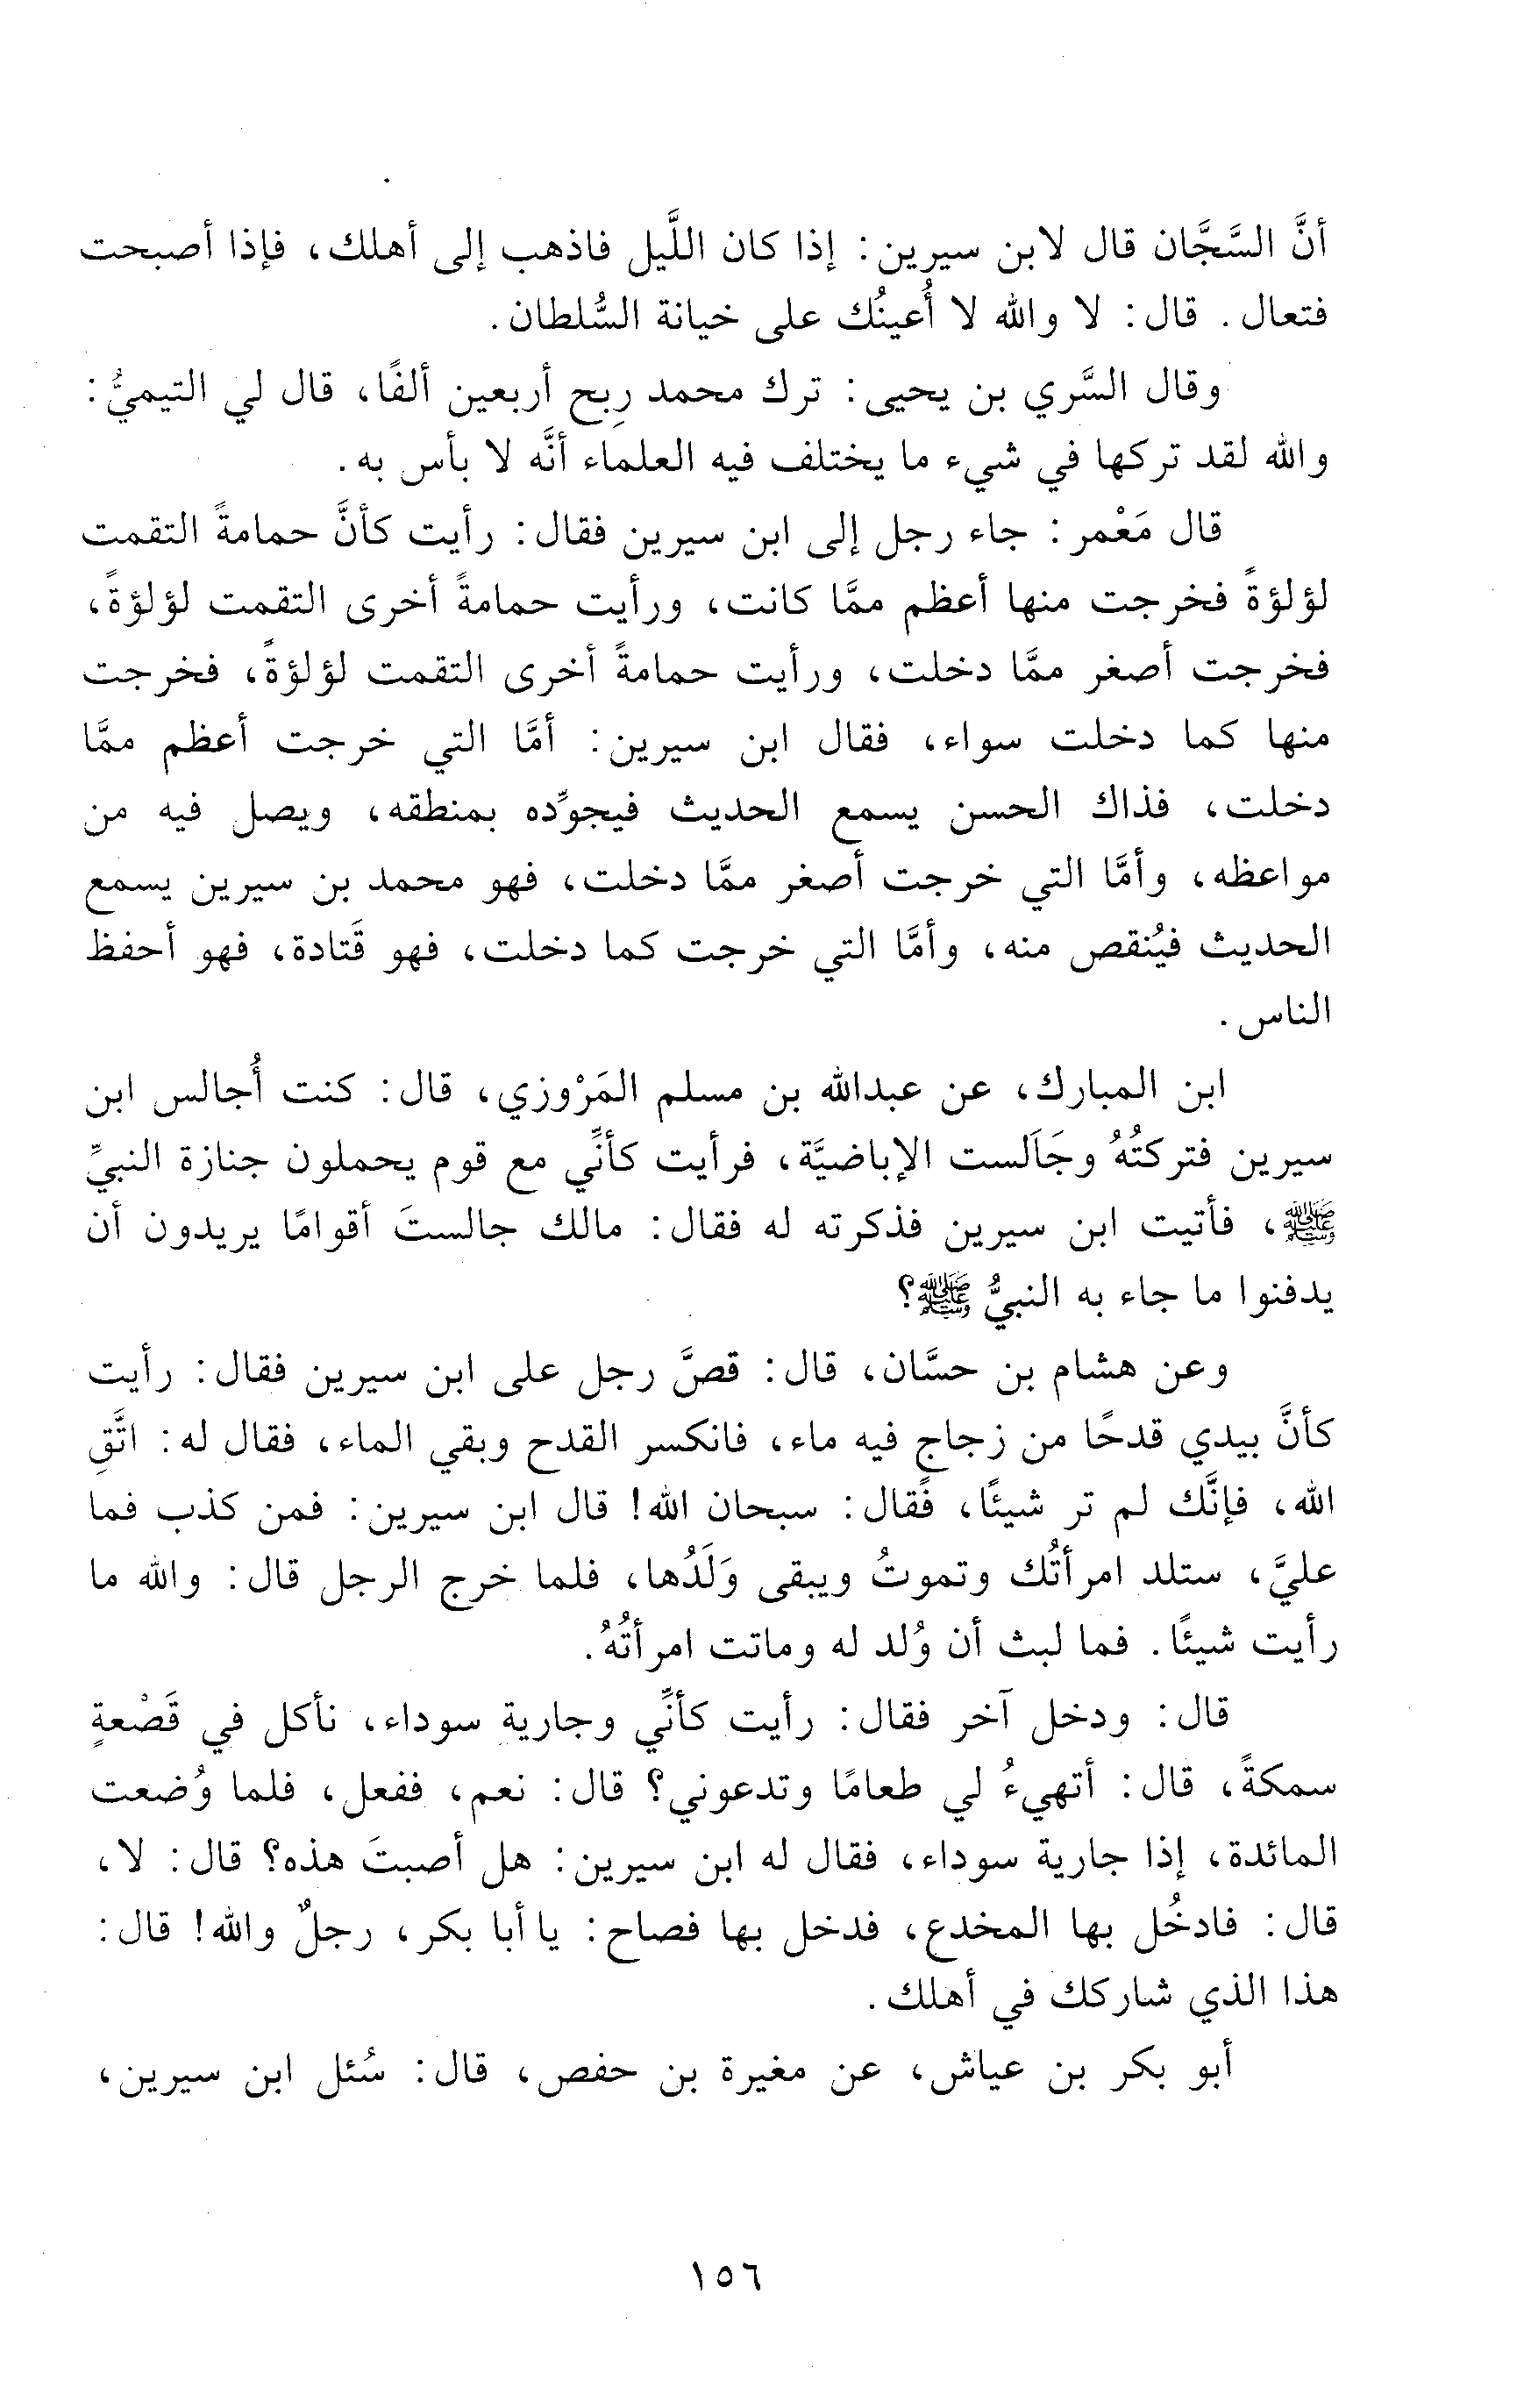 أنَّ السَّجَّان قال لابن سيرين: إذا كان اللَّيل فاذهب إلى أهلك، فإذا أصبحت
فتعال. قال: لا والله لا أُعينُك على خيانة السُّلطان.
وقال السَّري بن يحيى: ترك محمد رِبح أربعين ألفًا، قال لي التيميُّ:
والله لقد تركها في شيء ما يختلف فيه العلماء أنَّه لا بأس به.
قال مَعْمر: جاء رجل إلى ابن سيرين فقال: رأيت كأنَّ حمامةً التقمت
لؤلؤةً فخرجت منها أعظم ممَّا كانت، ورأيت حمامةً أخرى التقمت لؤلؤةً،
فخرجت أصغر ممَّا دخلت، ورأيت حمامةً أخرى التقمت لؤلؤةً، فخرجت
منها كما دخلت سواء، فقال ابن سيرين: أمَّا التي خرجت أعظم ممَّا
دخلت، فذاك الحسن يسمع الحديث فيجوِّده بمنطقه، ويصل فيه من
مواعظه، وأمَّا التي خرجت أصغر ممَّا دخلت، فهو محمد بن سيرين يسمع
الحديث فيُنقص منه، وأمَّا التي خرجت كما دخلت، فهو قَتادة، فهو أحفظ
الناس.
ابن المبارك، عن عبدالله بن مسلم المَرْوزي، قال: كنت أُجالس ابن
سيرين فتركتُهُ وجَالَست الإباضيَّة، فرأيت كأنِّي مع قوم يحملون جنازة النبيِّ
ﷺ، فأتيت ابن سيرين فذكرته له فقال: مالك جالستَ أقوامًا يريدون أن
يدفنوا ما جاء به النبيُّ ﷺ؟
وعن هشام بن حسَّان، قال: قصَّ رجل على ابن سيرين فقال: رأيت
كأنَّ بيدي قدحًا من زجاج فيه ماء، فانكسر القدح وبقي الماء، فقال له: اتَّقِ
الله، فإنَّك لم تر شيئًا، فقال: سبحان الله! قال ابن سيرين: فمن كذب فما
عليَّ، ستلد امرأتُك وتموتُ ويبقى وَلَدُها، فلما خرج الرجل قال: والله ما
رأيت شيئًا. فما لبث أن وُلد له وماتت امرأتُهُ.
قال: ودخل آخر فقال: رأيت كأنِّي وجارية سوداء، نأكل في قَصْعةٍ
سمكةً، قال: أتهيءُ لي طعامًا وتدعوني؟ قال: نعم، ففعل، فلما وُضعت
المائدة، إذا جارية سوداء، فقال له ابن سيرين: هل أصبتَ هذه؟ قال: لا،
قال: فادخُل بها المخدع، فدخل بها فصاح: يا أبا بكر، رجلٌ والله! قال:
هذا الذي شاركك في أهلك.
أبو بكر بن عياش، عن مغيرة بن حفص، قال: سُئل ابن سيرين،
١٥٦